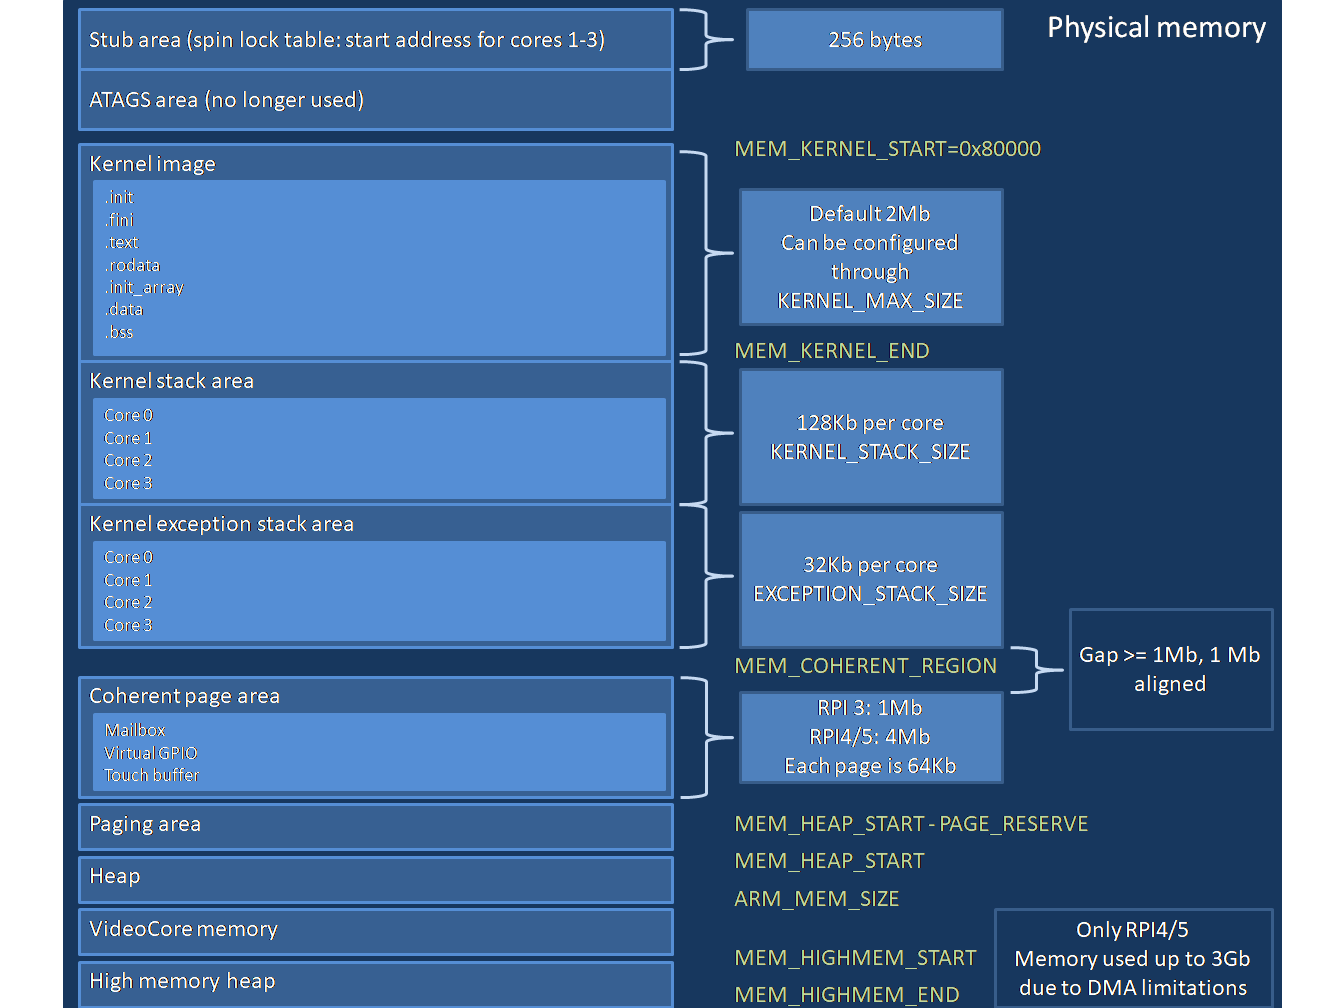 Physical memory
Stub area (spin lock table: start address for cores 1-3)
256 bytes
ATAGS area (no longer used)
MEM_KERNEL_START=0x80000
Kernel image
.init
.fini
.text
.rodata
.init_array
.data
.bss
Default 2Mb
Can be configured
through
KERNEL_MAX_SIZE
MEM_KERNEL_END
Kernel stack area
Core 0
Core 1
Core 2
Core 3
128Kb per core
KERNEL_STACK_SIZE
Kernel exception stack area
Core 0
Core 1
Core 2
Core 3
32Kb per core
EXCEPTION_STACK_SIZE
MEM_COHERENT_REGION
Gap >= 1Mb, 1 Mb
aligned
Coherent page area
Mailbox
Virtual GPIO
Touch buffer
RPI 3: 1Mb
RPI4/5: 4Mb
Each page is 64Kb
Paging area
MEM_HEAP_START - PAGE_RESERVE
MEM_HEAP_START
Heap
ARM_MEM_SIZE
VideoCore memory
MEM_HIGHMEM_START
High memory heap
MEM_HIGHMEM_END
Only RPI4/5
Memory used up to 3Gb
due to DMA limitations